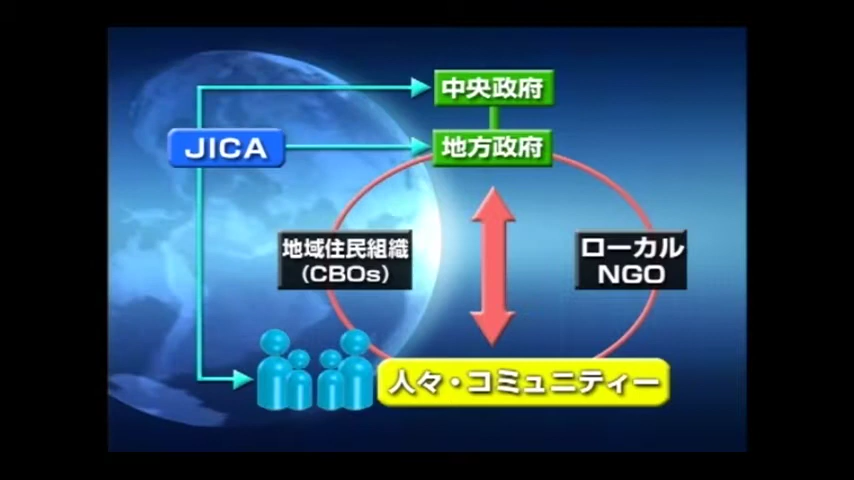 中央政府
JICA
地方政府
地域住民組織
(CBOs)
ローカル
NGO
人々・コミュニティー